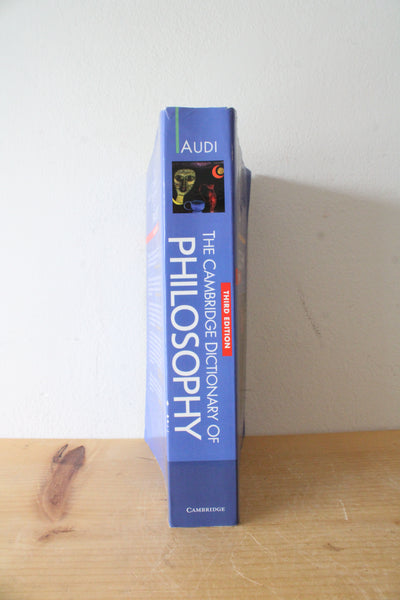 AUDI
THE CAMBRIDGE DICTIONARY OF
PHILOSOPHY
THIRD EDITION
CAMBRIDGE